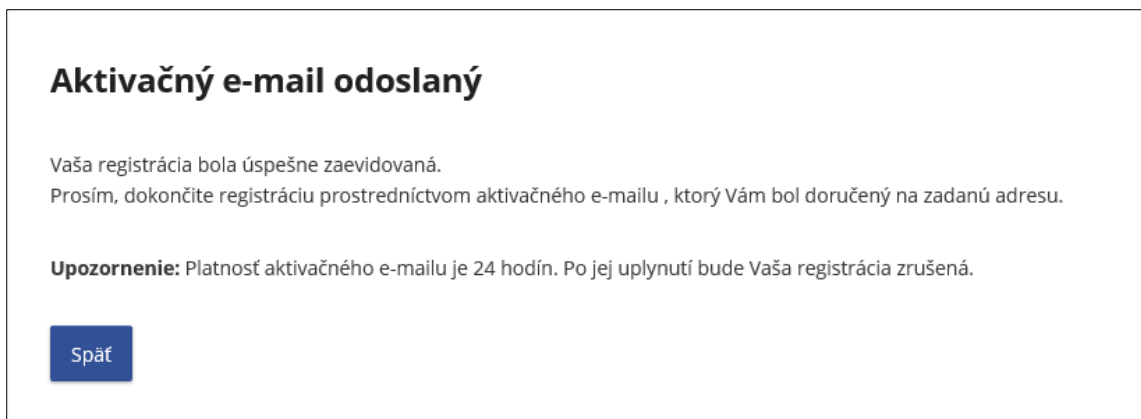 Aktivačný e-mail odoslaný
Vaša registrácia bola úspešne zaevidovaná.
Prosím, dokončite registráciu prostredníctvom aktivačného e-mailu , ktorý Vám bol doručený na zadanú adresu.
Upozornenie: Platnosť aktivačného e-mailu je 24 hodín. Po jej uplynutí bude Vaša registrácia zrušená.
Späť